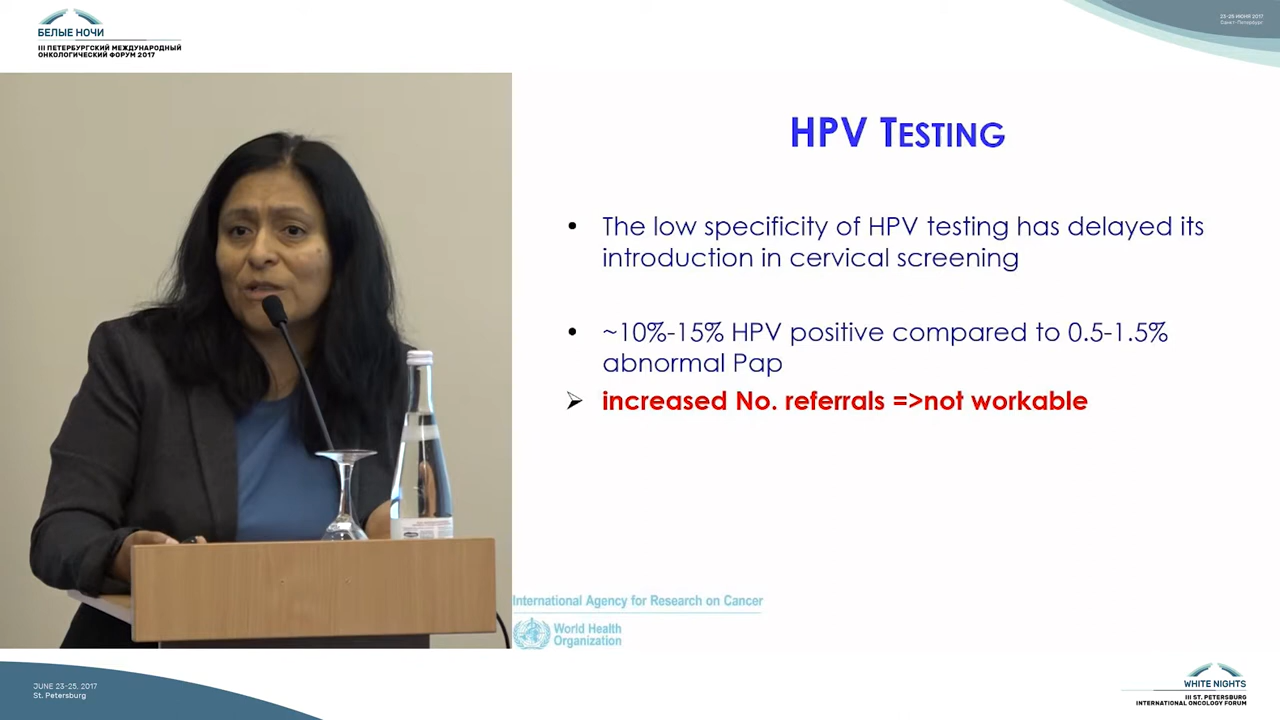 БЕЛЫЕ НОЧИ
III ПЕТЕРБУРГСКИЙ МЕЖДУНАРОДНЫЙ
ОНКОЛОГИЧЕСКИЙ ФОРУМ 2017
23-25 ИЮНЯ 2017
Санкт-Петербург
HPV TESTING
• The low specificity of HPV testing has delayed its
introduction in cervical screening
• ~10%-15% HPV positive compared to 0.5-1.5%
abnormal Pap
➢ increased No. referrals =>not workable
International Agency for Research on Cancer
World Health
Organization
JUNE 23-25, 2017
St. Petersburg
WHITE NIGHTS
III ST. PETERSBURG
INTERNATIONAL ONCOLOGY FORUM